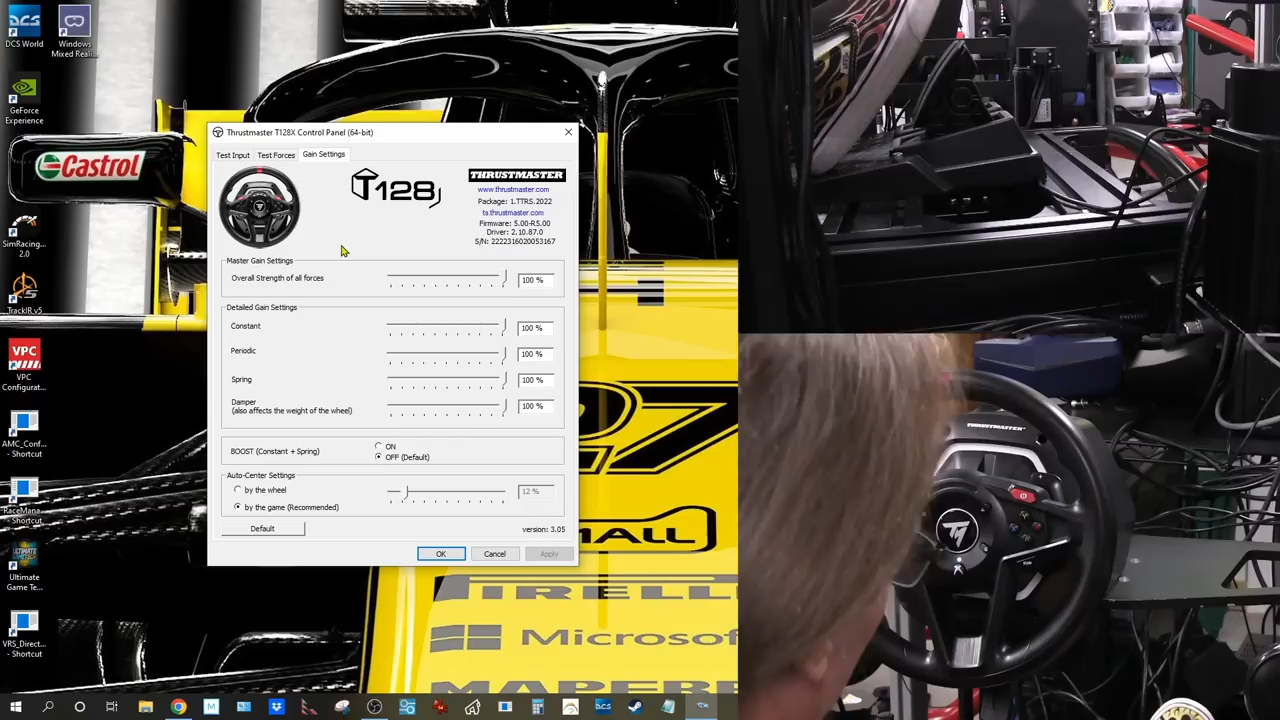 DCS World
Windows
Mixed Reali...
GeForce
Experience
Castrol
SimRacing...
2.0
TrackIR v5
VPC
VPC
Configurat...
AMC_Conf...
- Shortcut
RaceMana...
- Shortcut
Ultimate
Game Te...
VRS_Direct...
- Shortcut
Thrustmaster T128X Control Panel (64-bit)
Test Input
Test Forces
Gain Settings
T128
THRUSTMASTER
www.thrustmaster.com
Package: 1.TTRS.2022
ts.thrustmaster.com
Firmware: 5.00-R5.00
Driver: 2.10.87.0
S/N: 2222316020053167
Master Gain Settings
Overall Strength of all forces
100 %
Detailed Gain Settings
Constant
100 %
Periodic
100 %
Spring
100 %
Damper
(also affects the weight of the wheel)
100 %
BOOST (Constant + Spring)
ON
OFF (Default)
Auto-Center Settings
by the wheel
12 %
by the game (Recommended)
Default
version: 3.05
OK
Cancel
Apply
PIRELL
Microsof
MAPFR
THRUSTMASTER